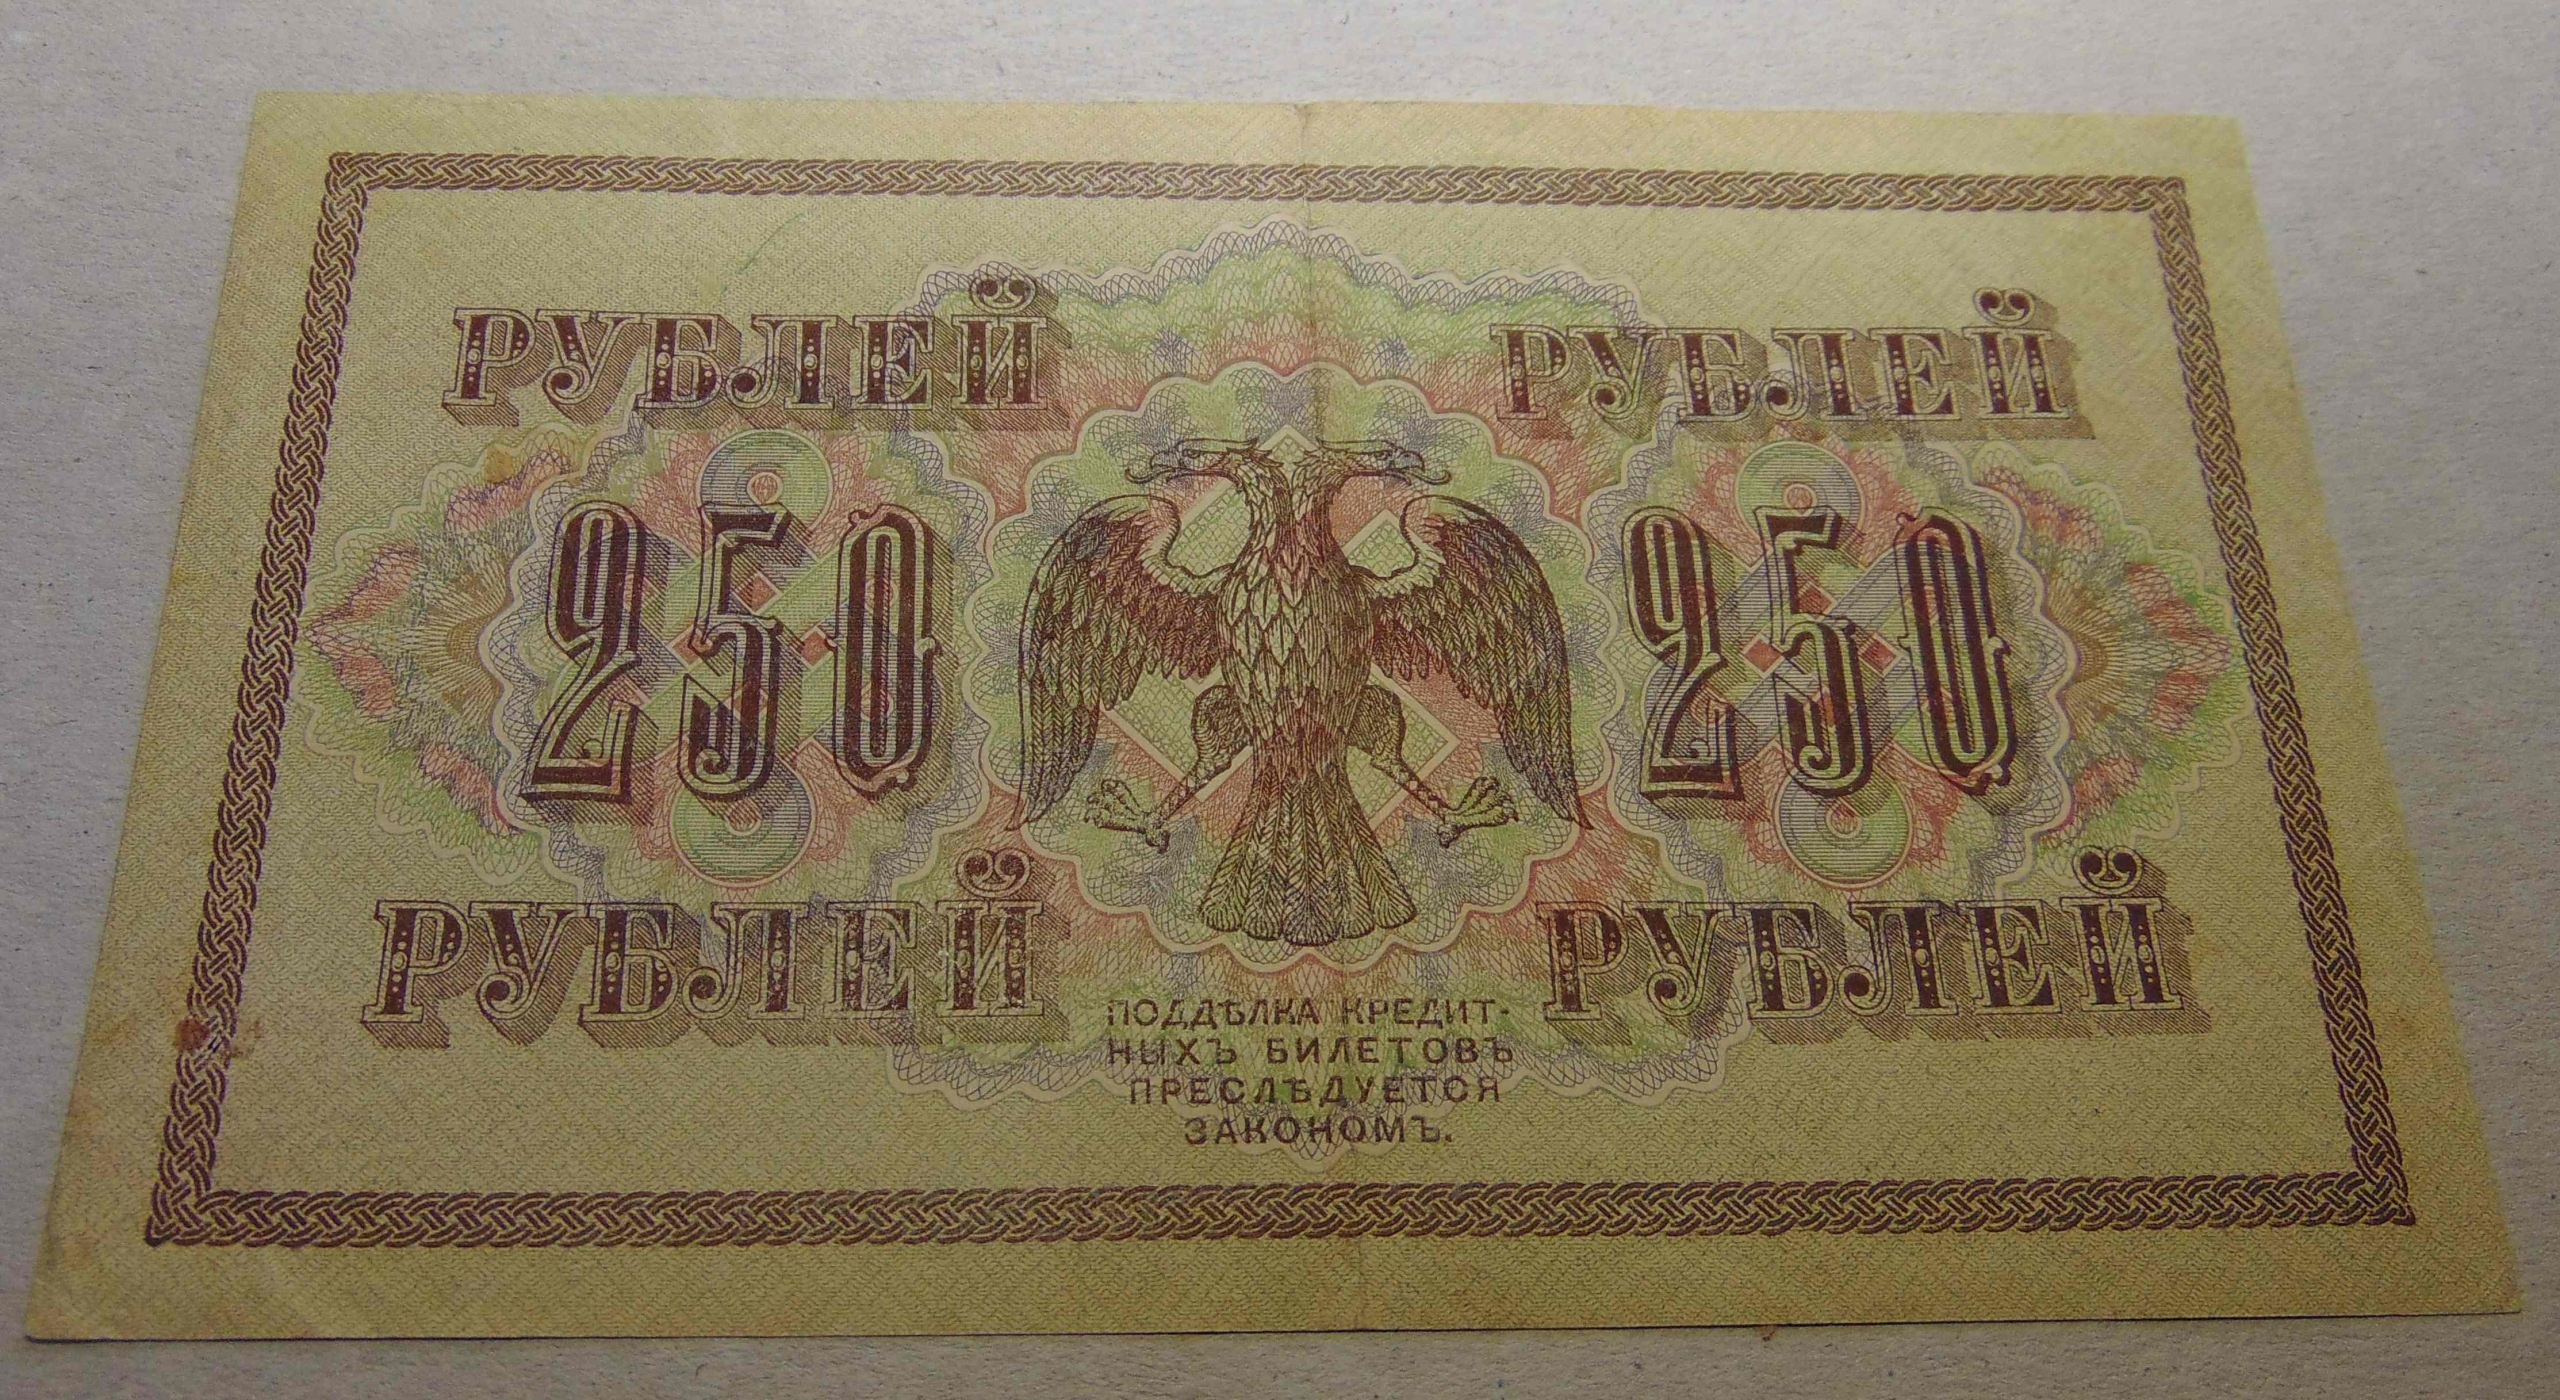 РУБЛЕЙ РУБЛЕЙ
250 250
РУБЛЕЙ РУБЛЕЙ
ПОДДѢЛКА КРЕДИТ-
НЫХЪ БИЛЕТОВЪ
ПРЕСЛѢДУЕТСЯ
ЗАКОНОМЪ.